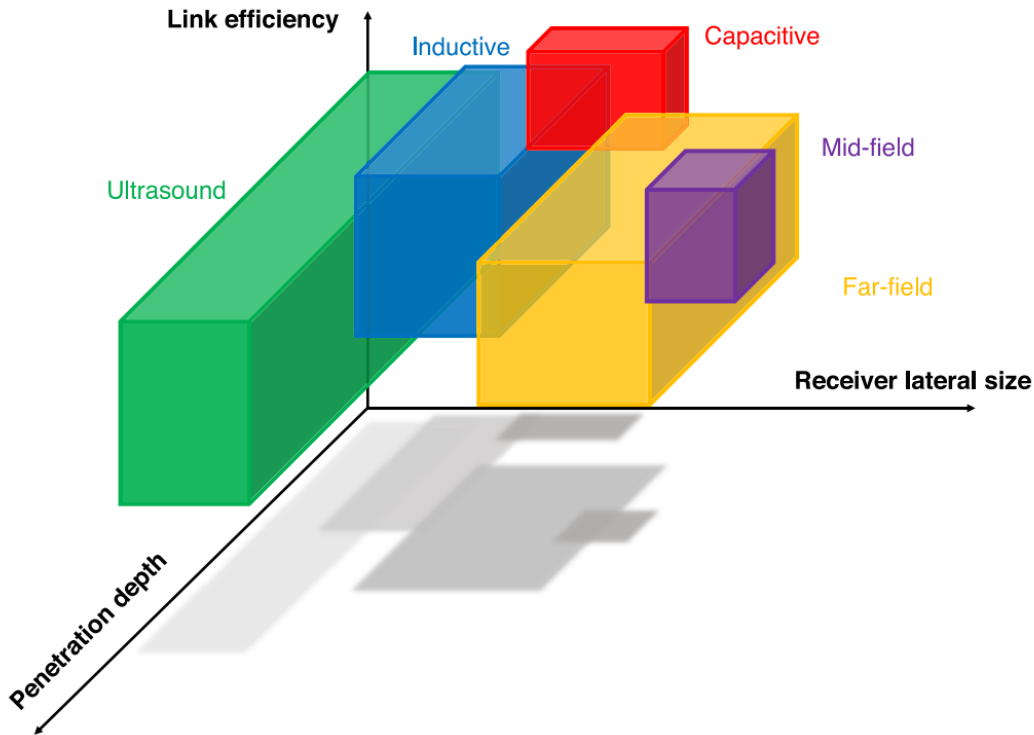 Link efficiency
Capacitive
Inductive
Mid-field
Ultrasound
Far-field
Receiver lateral size
Penetration depth